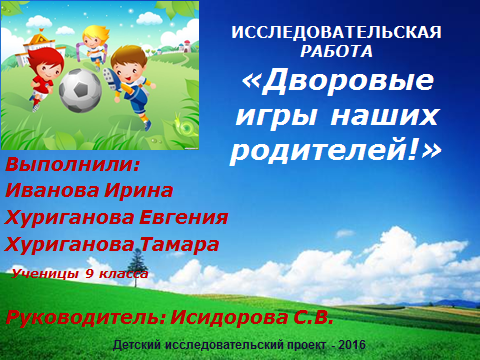 ИССЛЕДОВАТЕЛЬСКАЯ
РАБОТА
«Дворовые
игры наших
родителей!»
Выполнили:
Иванова Ирина
Хуриганова Евгения
Хуриганова Тамара
Ученицы 9 класса
Руководитель: Исидорова С.В.
Детский исследовательский проект - 2016